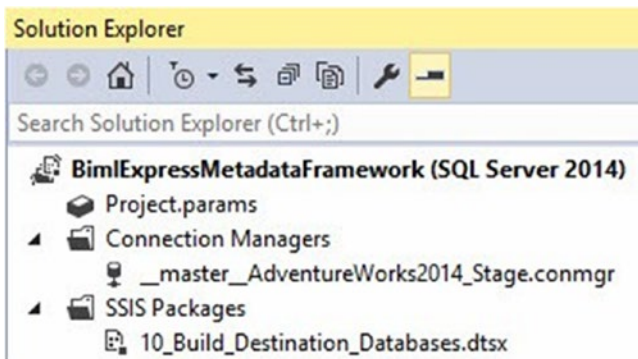 Solution Explorer
Search Solution Explorer (Ctrl+;)
BimlExpressMetadataFramework (SQL Server 2014)
Project.params
Connection Managers
__master__AdventureWorks2014_Stage.conmgr
SSIS Packages
10_Build_Destination_Databases.dtsx